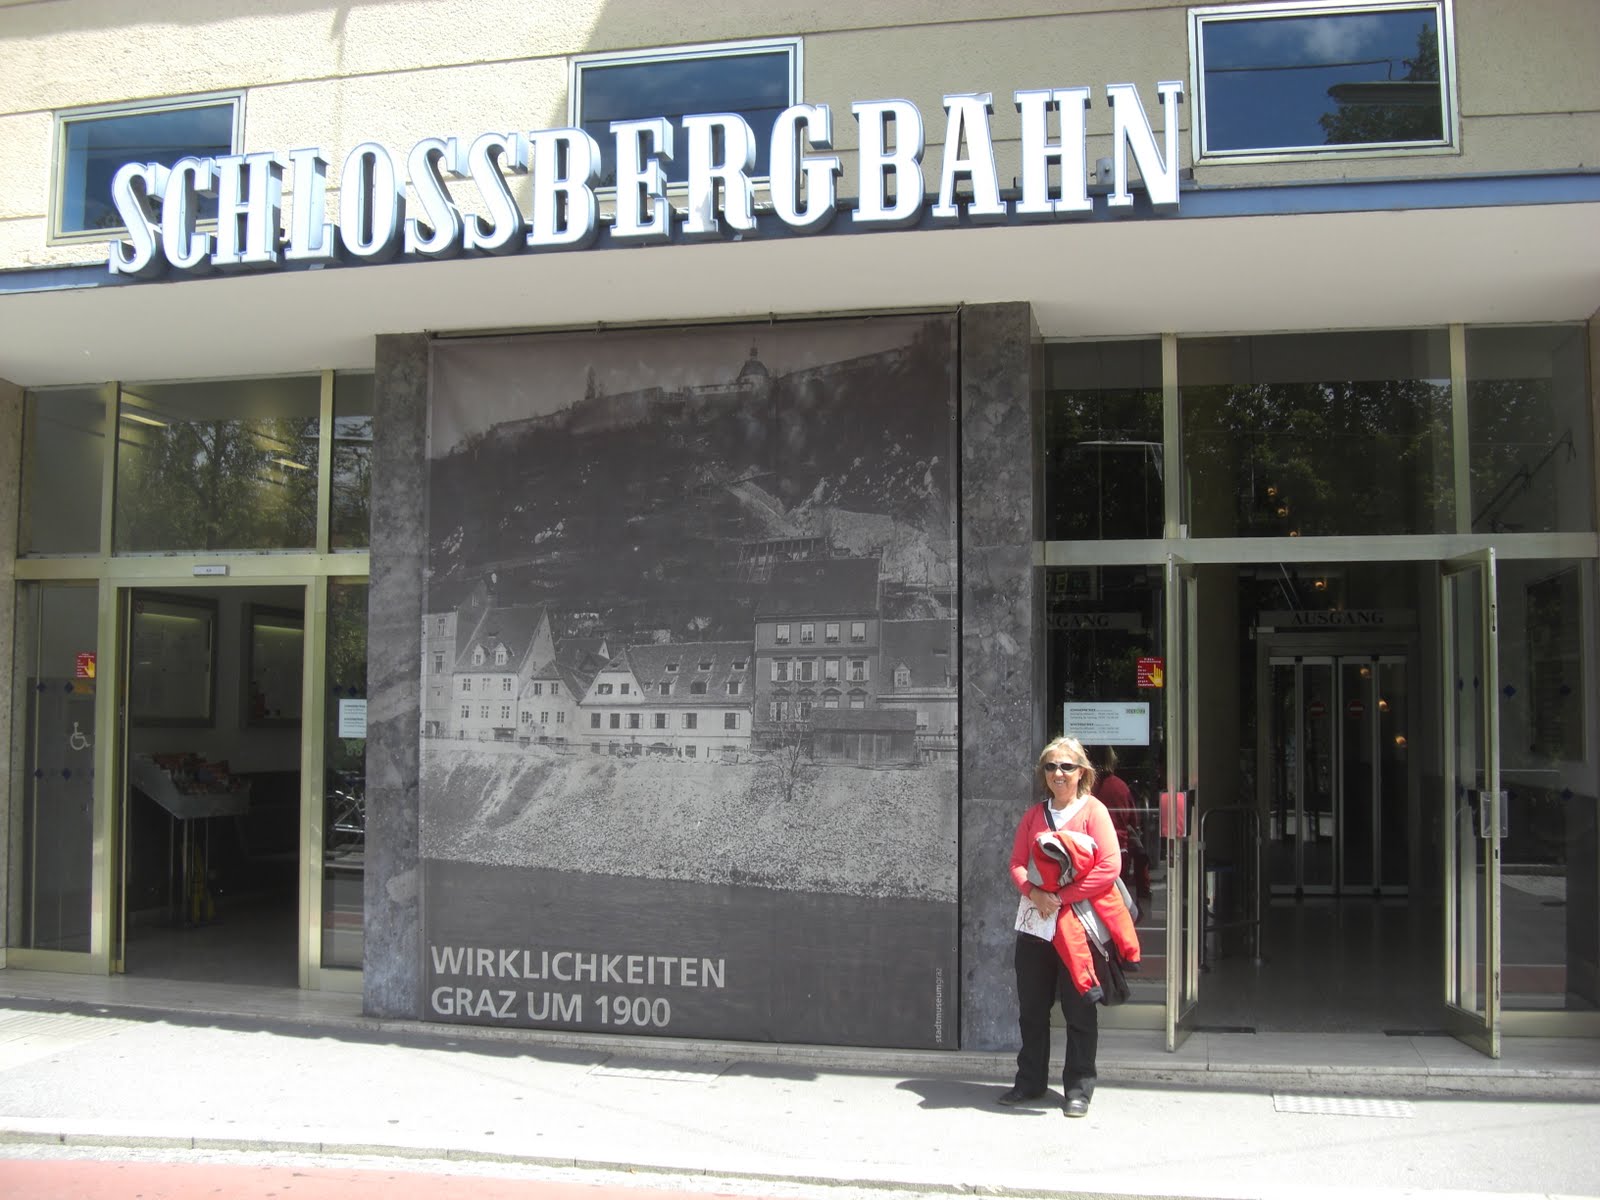 SCHLOSSBERGBAHN
AUSGANG
WIRKLICHKEITEN
GRAZ UM 1900
stadtmuseumgraz